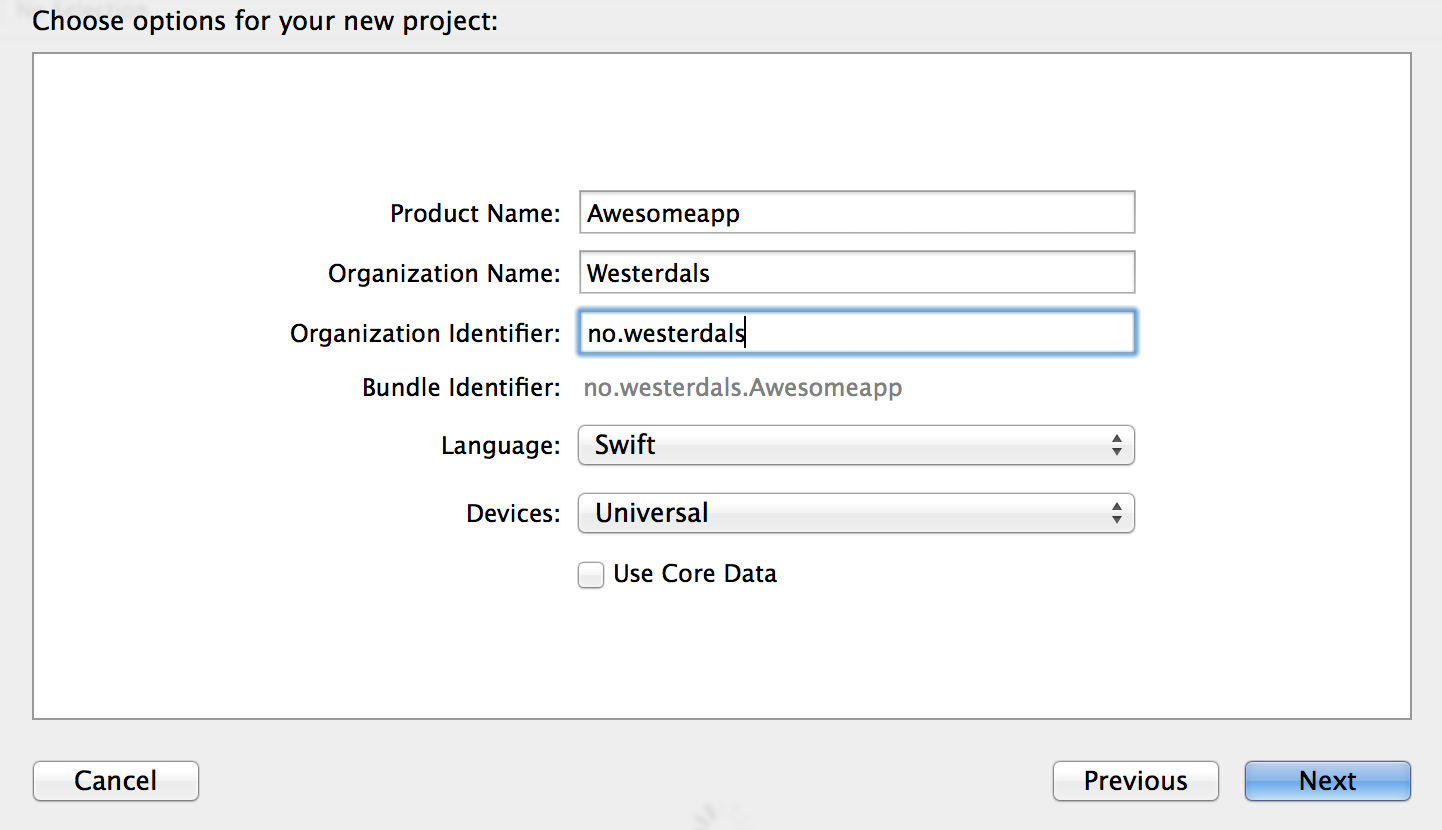 Choose options for your new project:
Product Name: Awesomeapp
Organization Name: Westerdals
Organization Identifier: no.westerdals
Bundle Identifier: no.westerdals.Awesomeapp
Language: Swift
Devices: Universal
Use Core Data
Cancel Previous Next